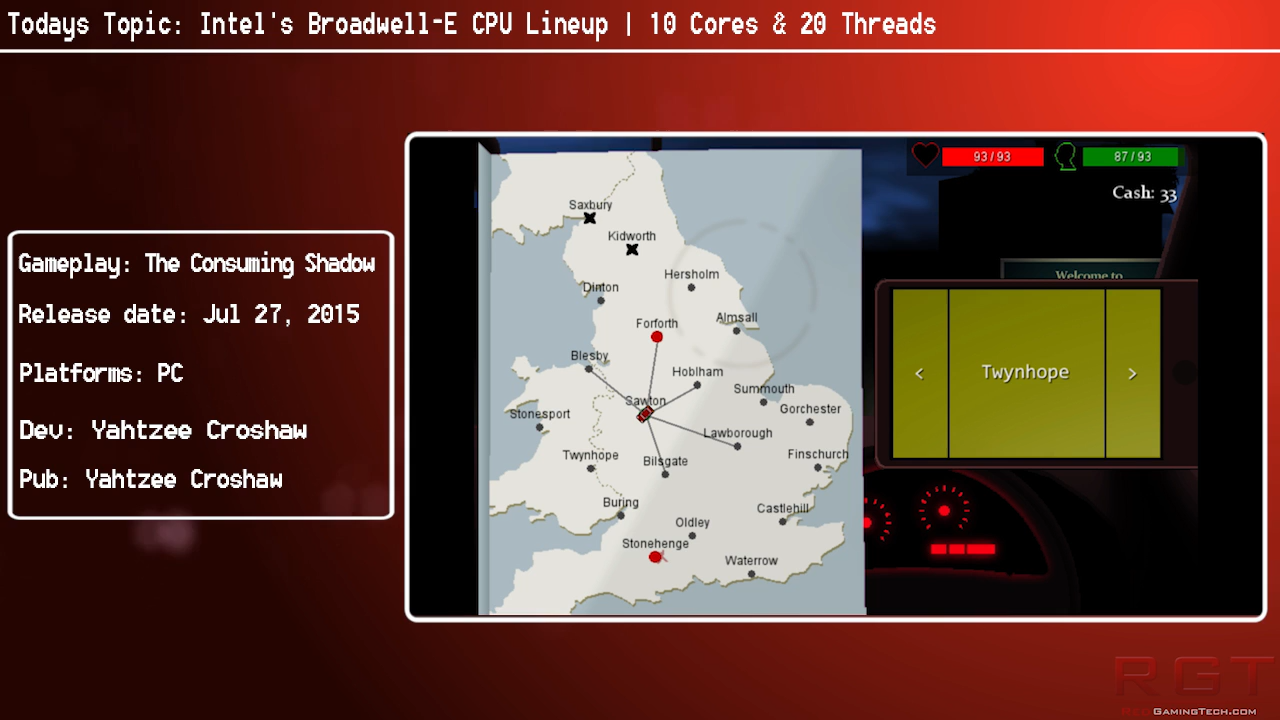 Todays Topic: Intel's Broadwell-E CPU Lineup | 10 Cores & 20 Threads
Gameplay: The Consuming Shadow
Release date: Jul 27, 2015
Platforms: PC
Dev: Yahtzee Croshaw
Pub: Yahtzee Croshaw
93 / 93
87 / 93
Cash: 33
Saxbury
Kidworth
Hersholm
Dinton
Almsall
Forforth
Blesby
Hoblham
Summouth
Sawton
Gorchester
Stonesport
Lawborough
Twynhope
Bilsgate
Finschurch
Buring
Castlehill
Oldley
Stonehenge
Waterrow
Welcome to
< Twynhope >
RGT
RedGamingTech.com